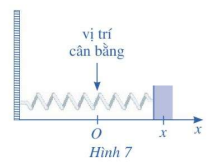 vị trí
cân bằng
O x x
Hình 7